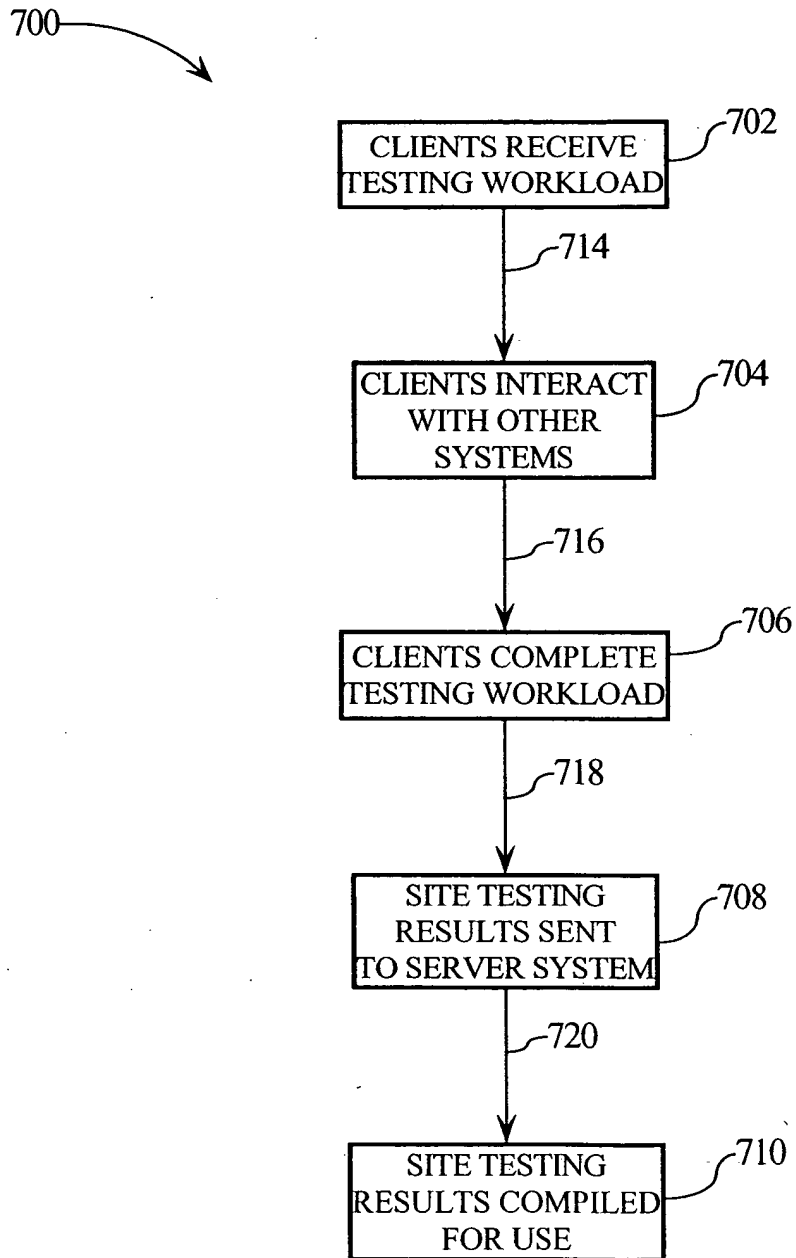 700
702
CLIENTS RECEIVE
TESTING WORKLOAD
714
704
CLIENTS INTERACT
WITH OTHER
SYSTEMS
716
706
CLIENTS COMPLETE
TESTING WORKLOAD
718
708
SITE TESTING
RESULTS SENT
TO SERVER SYSTEM
720
710
SITE TESTING
RESULTS COMPILED
FOR USE